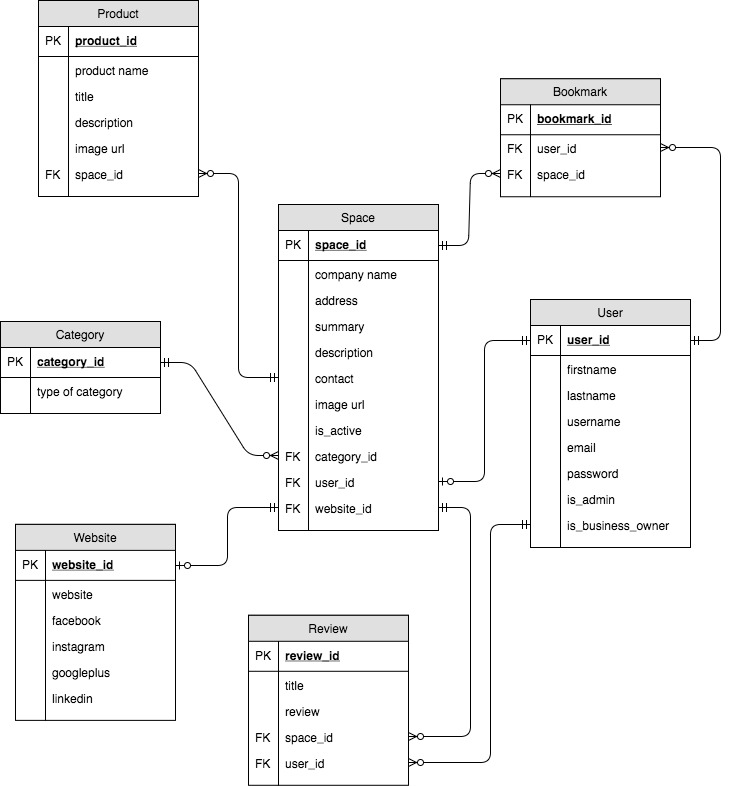 Product
PK product_id
product name
title
description
image url
FK space_id
Bookmark
PK bookmark_id
FK user_id
FK space_id
Space
PK space_id
company name
address
summary
description
contact
image url
is_active
FK category_id
FK user_id
FK website_id
Category
PK category_id
type of category
User
PK user_id
firstname
lastname
username
email
password
is_admin
is_business_owner
Website
PK website_id
website
facebook
instagram
googleplus
linkedin
Review
PK review_id
title
review
FK space_id
FK user_id